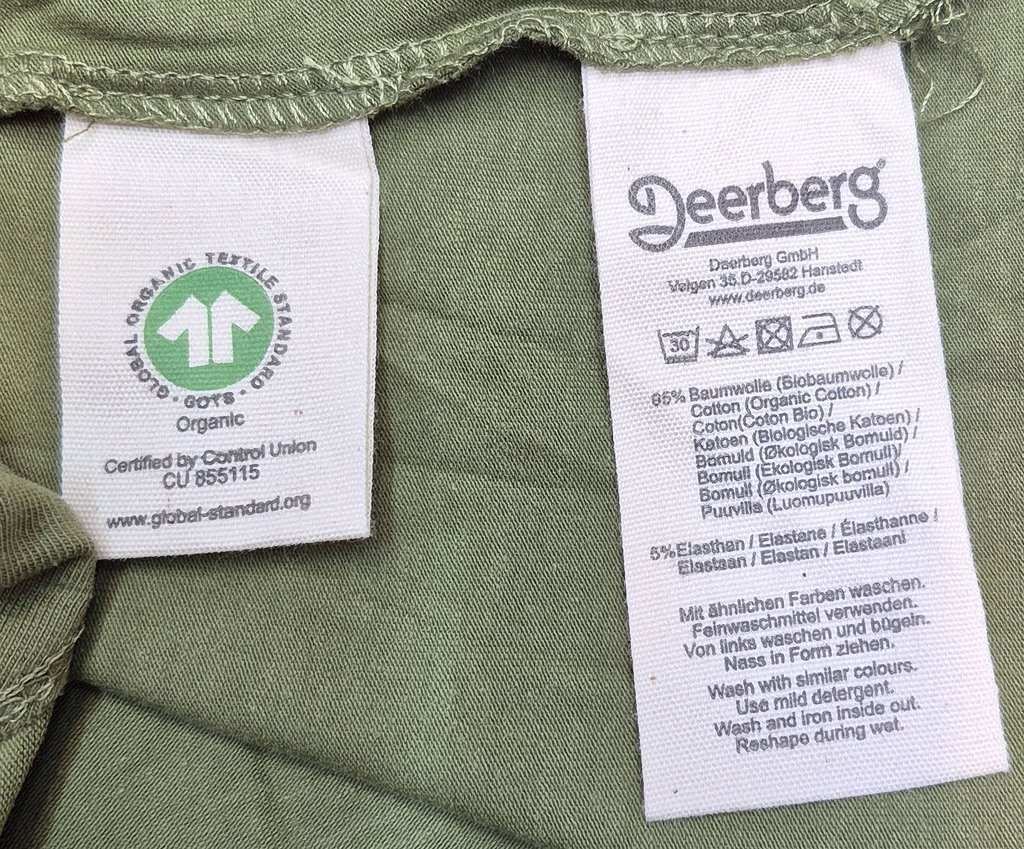 GLOBAL ORGANIC TEXTILE STANDARD · GOTS ·
Organic
Certified by Control Union
CU 855115
www.global-standard.org
Deerberg®
Deerberg GmbH
Velgen 35,D-29582 Hanstedt
www.deerberg.de
30
95% Baumwolle (Biobaumwolle) /
Cotton (Organic Cotton) /
Coton(Coton Bio) /
Katoen (Biologische Katoen) /
Bomuld (Økologisk Bomuld) /
Bomull (Ekologisk Bomull)/
Bomull (Økologisk bomull) /
Puuvilla (Luomupuuvilla)
5%Elasthan / Elastane / Élasthanne /
Elastaan / Elastan / Elastaani
Mit ähnlichen Farben waschen.
Feinwaschmittel verwenden.
Von links waschen und bügeln.
Nass in Form ziehen.
Wash with similar colours.
Use mild detergent.
Wash and iron inside out.
Reshape during wet.